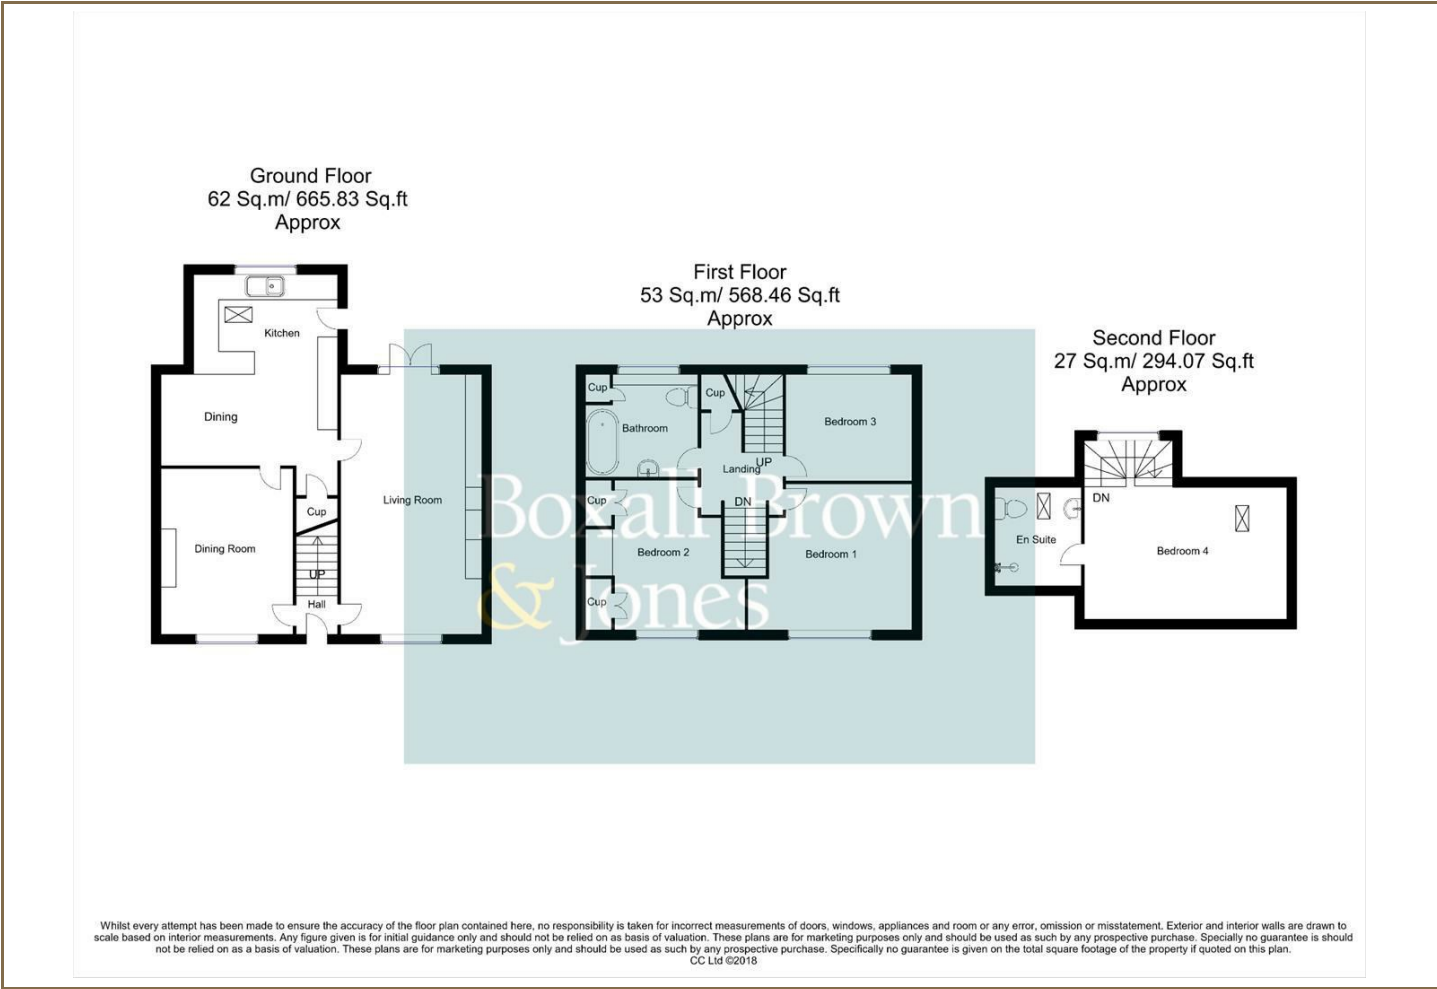 Ground Floor
62 Sq.m/ 665.83 Sq.ft
Approx
Kitchen
Dining
Living Room
Cup
Dining Room
UP
Hall
First Floor
53 Sq.m/ 568.46 Sq.ft
Approx
Cup
Cup
Bathroom
Bedroom 3
Landing
UP
DN
Cup
Bedroom 2
Bedroom 1
Cup
Second Floor
27 Sq.m/ 294.07 Sq.ft
Approx
DN
En Suite
Bedroom 4
Boxall Brown
& Jones
Whilst every attempt has been made to ensure the accuracy of the floor plan contained here, no responsibility is taken for incorrect measurements of doors, windows, appliances and room or any error, omission or misstatement. Exterior and interior walls are drawn to
scale based on interior measurements. Any figure given is for initial guidance only and should not be relied on as basis of valuation. These plans are for marketing purposes only and should be used as such by any prospective purchase. Specially no guarantee is should
not be relied on as a basis of valuation. These plans are for marketing purposes only and should be used as such by any prospective purchase. Specifically no guarantee is given on the total square footage of the property if quoted on this plan.
CC Ltd ©2018